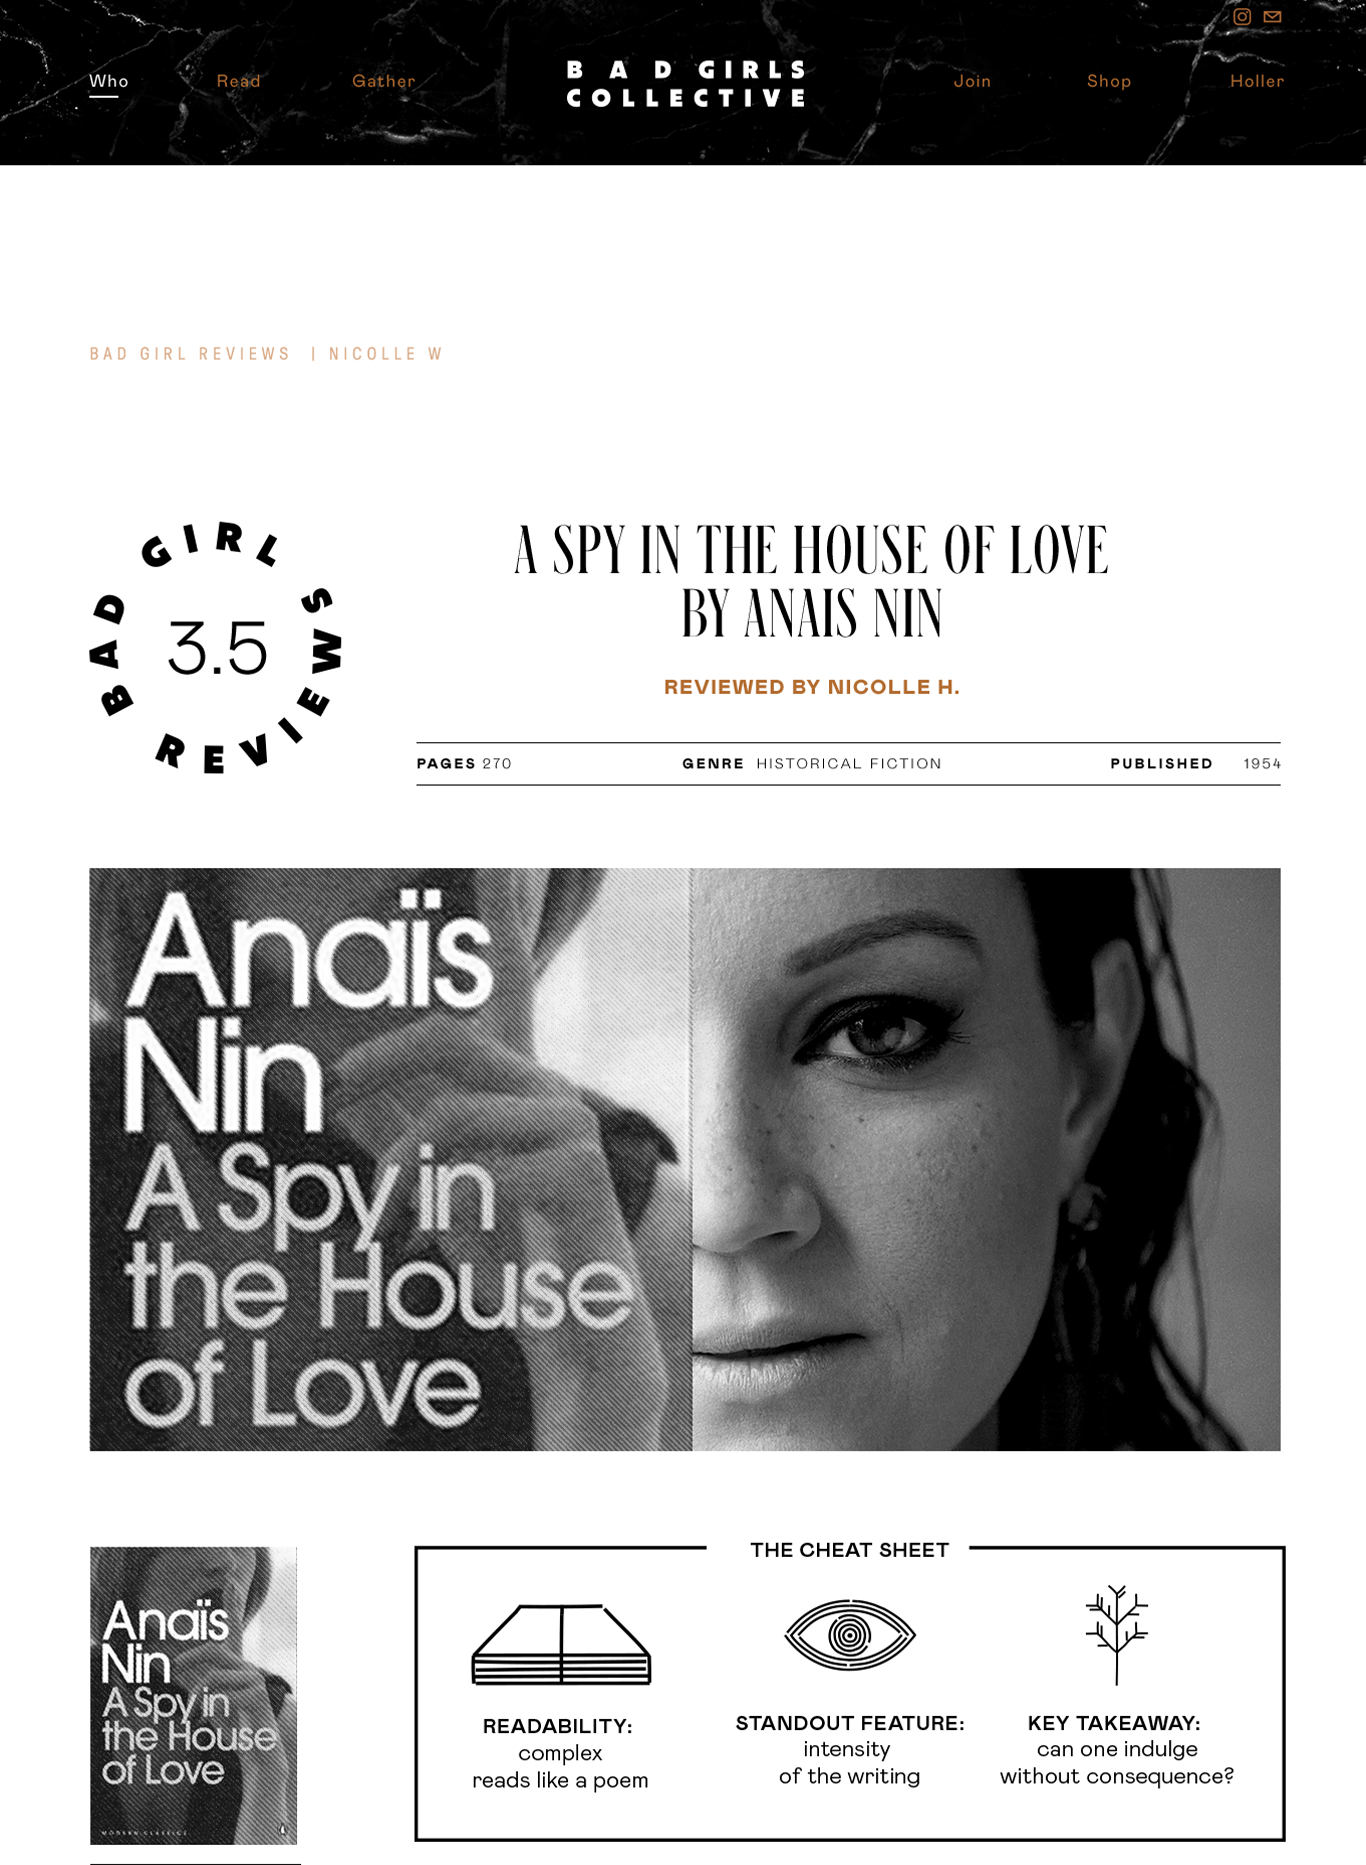 Who
Read
Gather
BAD GIRLS
COLLECTIVE
Join
Shop
Holler
BAD GIRL REVIEWS | NICOLLE W
BAD GIRL REVIEWS
3.5
A SPY IN THE HOUSE OF LOVE
BY ANAIS NIN
REVIEWED BY NICOLLE H.
PAGES 270
GENRE HISTORICAL FICTION
PUBLISHED 1954
Anaïs
Nin
A Spy in
the House
of Love
Anaïs
Nin
A Spy in
the House
of Love
MODERN CLASSICS
THE CHEAT SHEET
READABILITY:
complex
reads like a poem
STANDOUT FEATURE:
intensity
of the writing
KEY TAKEAWAY:
can one indulge
without consequence?